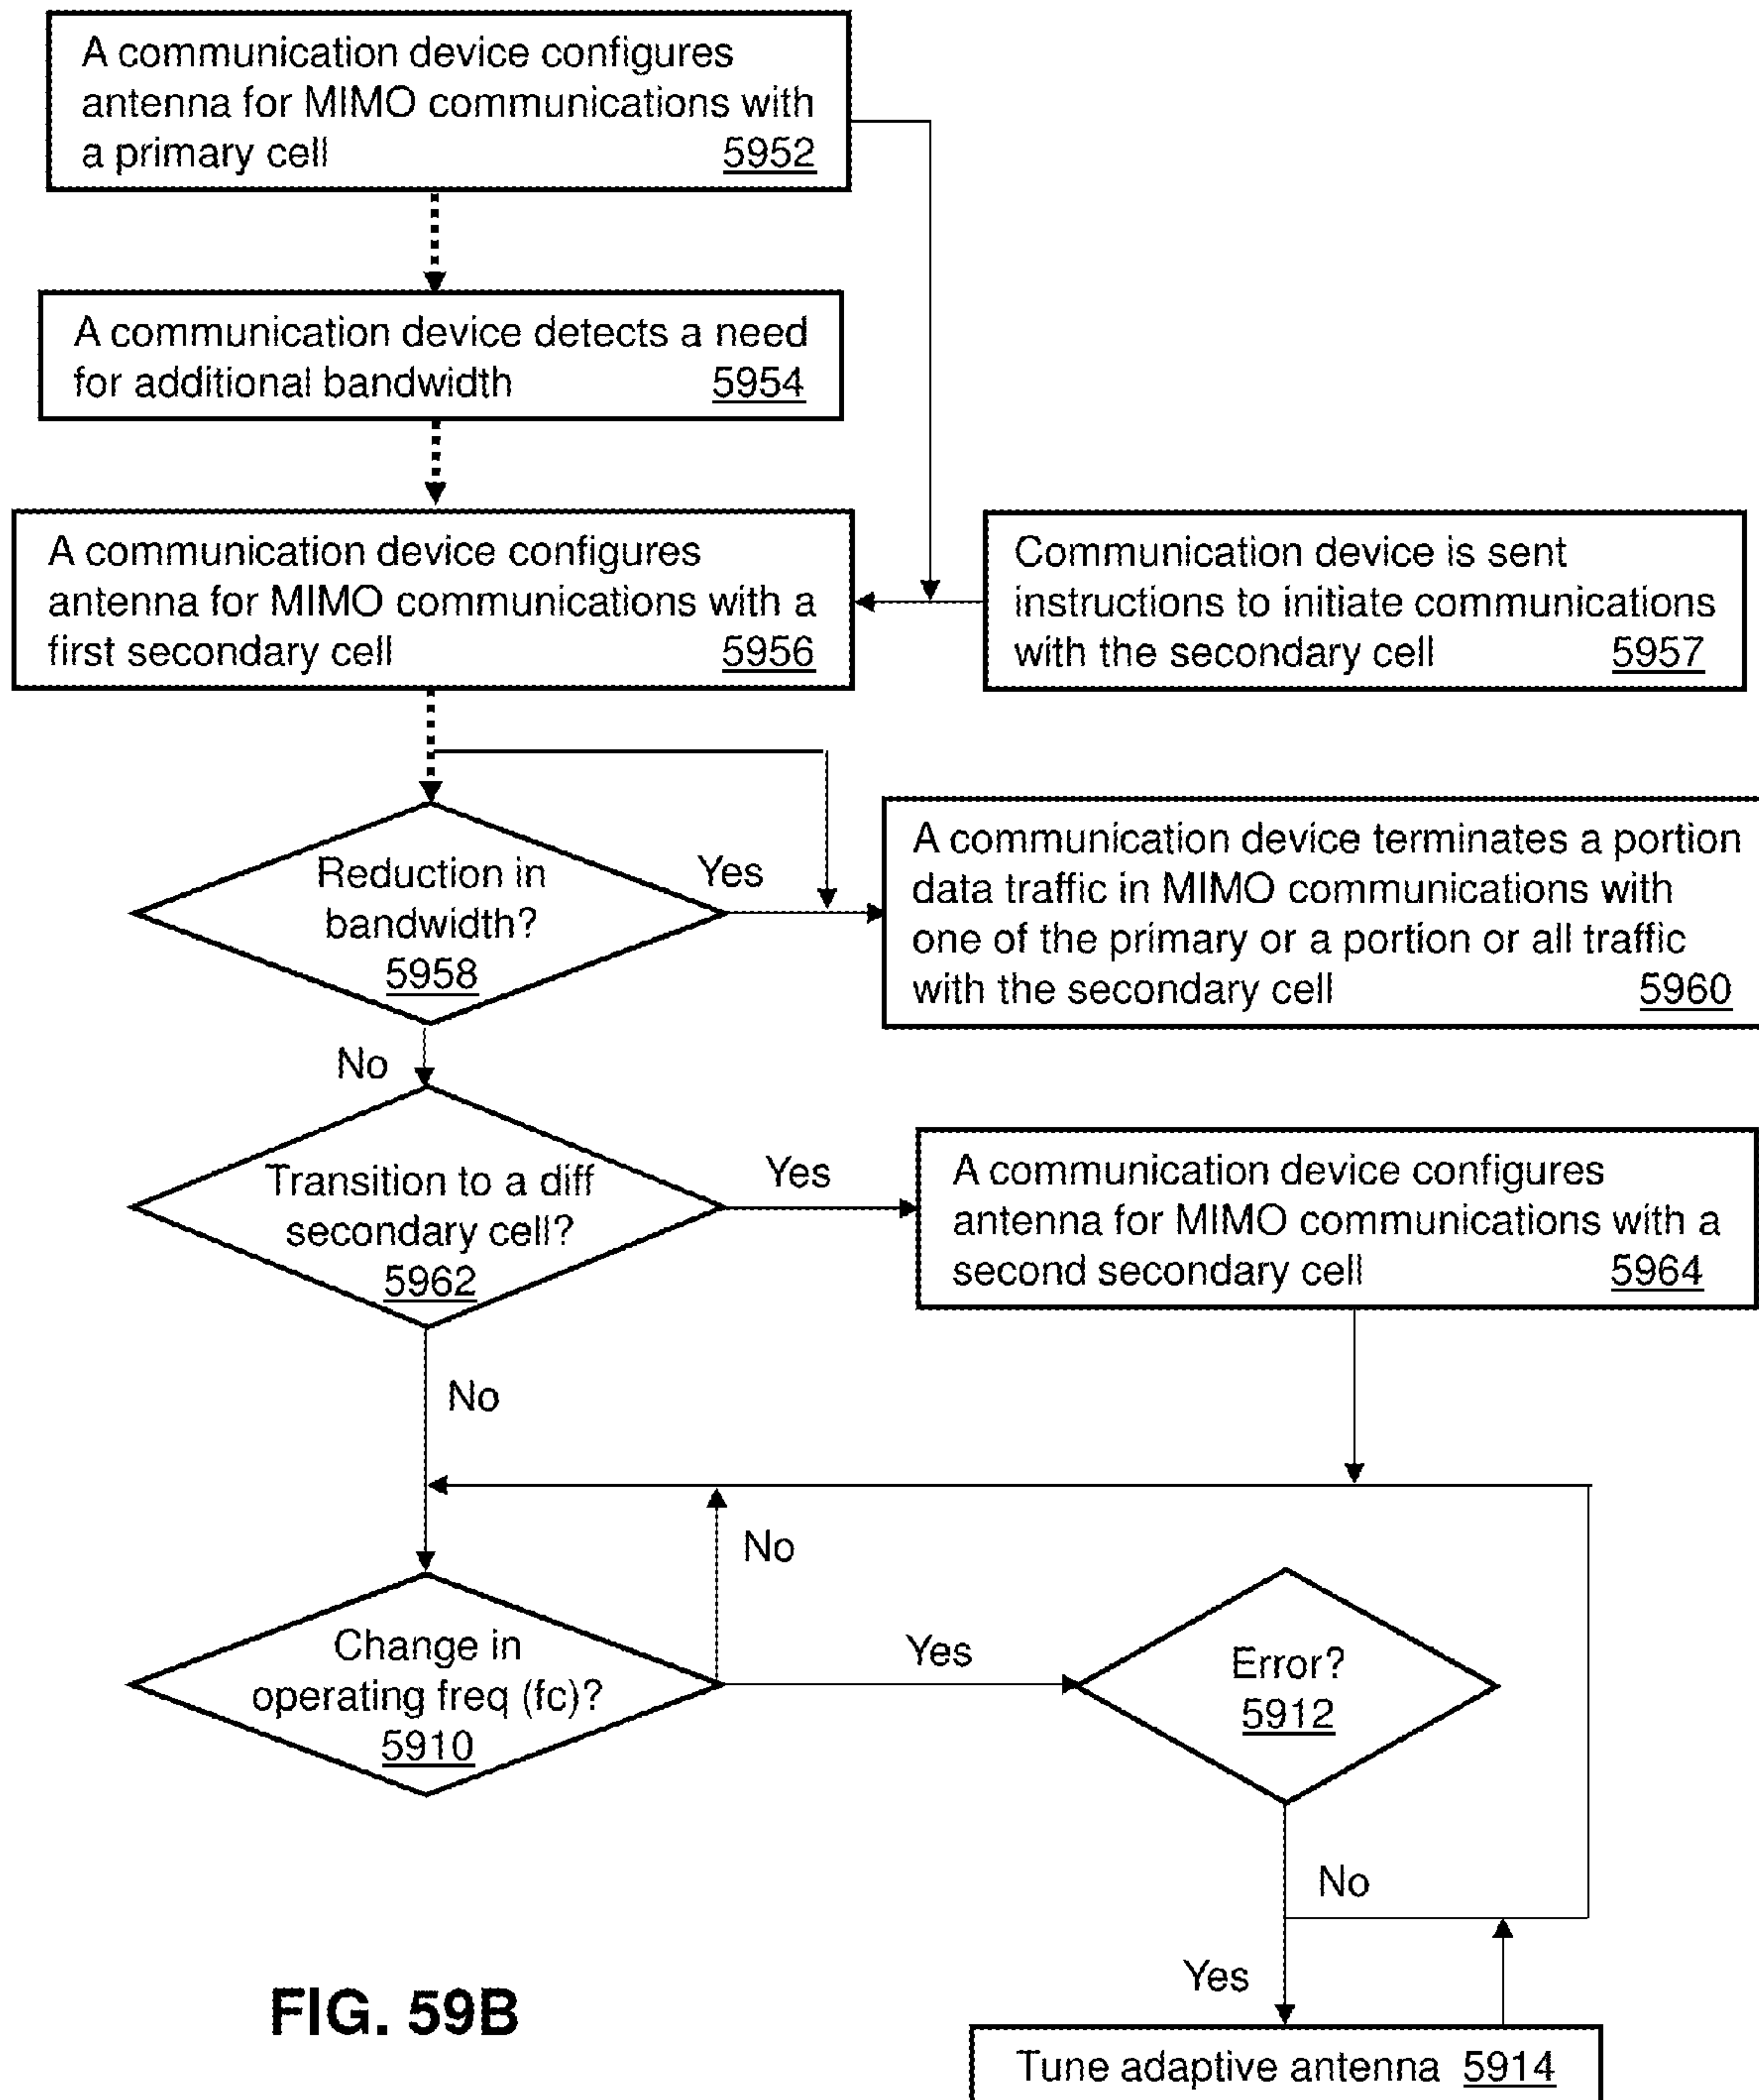 A communication device configures
antenna for MIMO communications with
a primary cell 5952
A communication device detects a need
for additional bandwidth 5954
A communication device configures
antenna for MIMO communications with a
first secondary cell 5956
Communication device is sent
instructions to initiate communications
with the secondary cell 5957
Reduction in
bandwidth?
5958
Yes
A communication device terminates a portion
data traffic in MIMO communications with
one of the primary or a portion or all traffic
with the secondary cell 5960
No
Transition to a diff
secondary cell?
5962
Yes
A communication device configures
antenna for MIMO communications with a
second secondary cell 5964
No
No
Change in
operating freq (fc)?
5910
Yes
Error?
5912
No
Yes
Tune adaptive antenna 5914
FIG. 59B